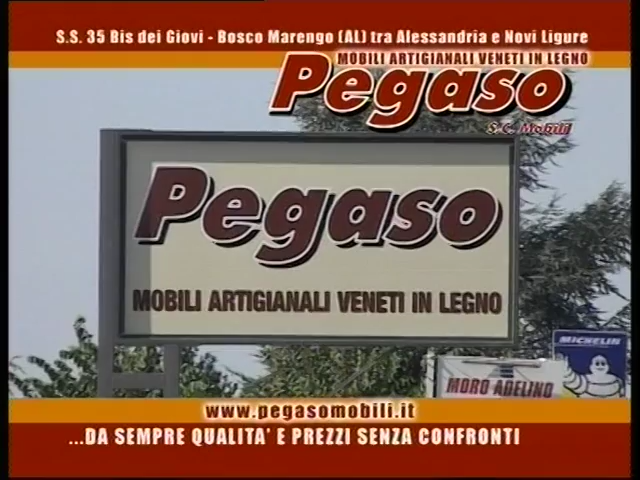 S.S. 35 Bis dei Giovi - Bosco Marengo (AL) tra Alessandria e Novi Ligure
MOBILI ARTIGIANALI VENETI IN LEGNO
Pegaso
S.C. Mobili
Pegaso
MOBILI ARTIGIANALI VENETI IN LEGNO
MICHELIN
MORO ADELINO
www.pegasomobili.it
...DA SEMPRE QUALITA' E PREZZI SENZA CONFRONTI